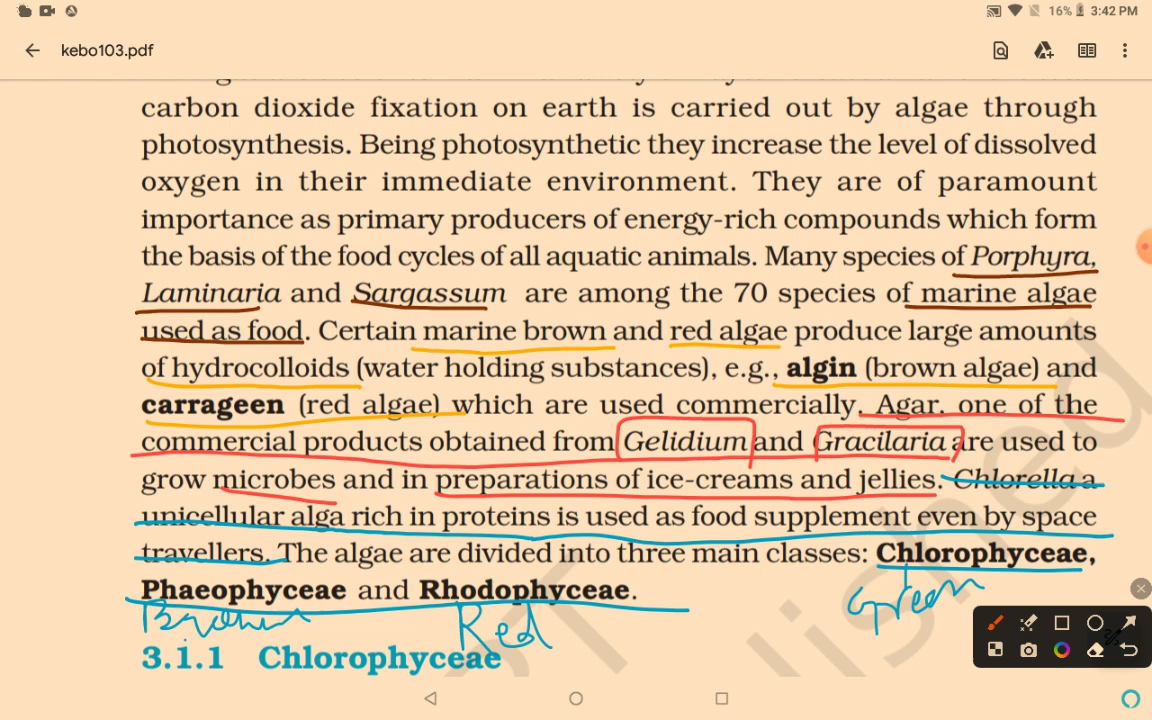 16% 3:42 PM
kebo103.pdf
carbon dioxide fixation on earth is carried out by algae through
photosynthesis. Being photosynthetic they increase the level of dissolved
oxygen in their immediate environment. They are of paramount
importance as primary producers of energy-rich compounds which form
the basis of the food cycles of all aquatic animals. Many species of Porphyra,
Laminaria and Sargassum are among the 70 species of marine algae
used as food. Certain marine brown and red algae produce large amounts
of hydrocolloids (water holding substances), e.g., algin (brown algae) and
carrageen (red algae) which are used commercially. Agar, one of the
commercial products obtained from Gelidium and Gracilaria are used to
grow microbes and in preparations of ice-creams and jellies. Chlorella a
unicellular alga rich in proteins is used as food supplement even by space
travellers. The algae are divided into three main classes: Chlorophyceae,
Phaeophyceae and Rhodophyceae.
Brown Red Green
3.1.1 Chlorophyceae